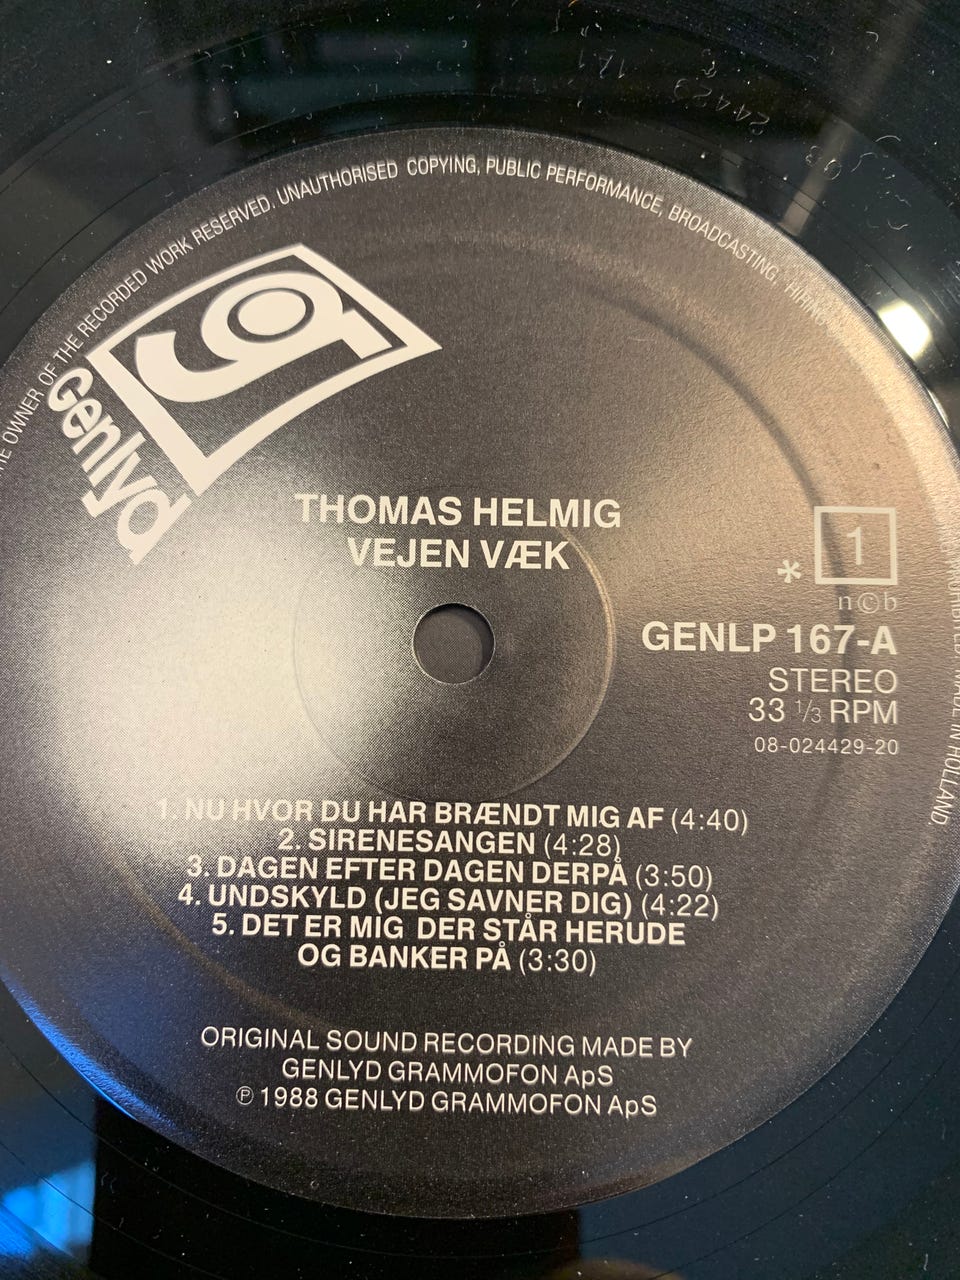 THE OWNER OF THE RECORDED WORK RESERVED. UNAUTHORISED COPYING, PUBLIC PERFORMANCE, BROADCASTING, HIRING
MADE IN HOLLAND
g
Genlyd
THOMAS HELMIG
VEJEN VÆK
1
*
n©b
GENLP 167-A
STEREO
33 1/3 RPM
08-024429-20
1. NU HVOR DU HAR BRÆNDT MIG AF (4:40)
2. SIRENESANGEN (4:28)
3. DAGEN EFTER DAGEN DERPÅ (3:50)
4. UNDSKYLD (JEG SAVNER DIG) (4:22)
5. DET ER MIG DER STÅR HERUDE
OG BANKER PÅ (3:30)
ORIGINAL SOUND RECORDING MADE BY
GENLYD GRAMMOFON ApS
℗ 1988 GENLYD GRAMMOFON ApS